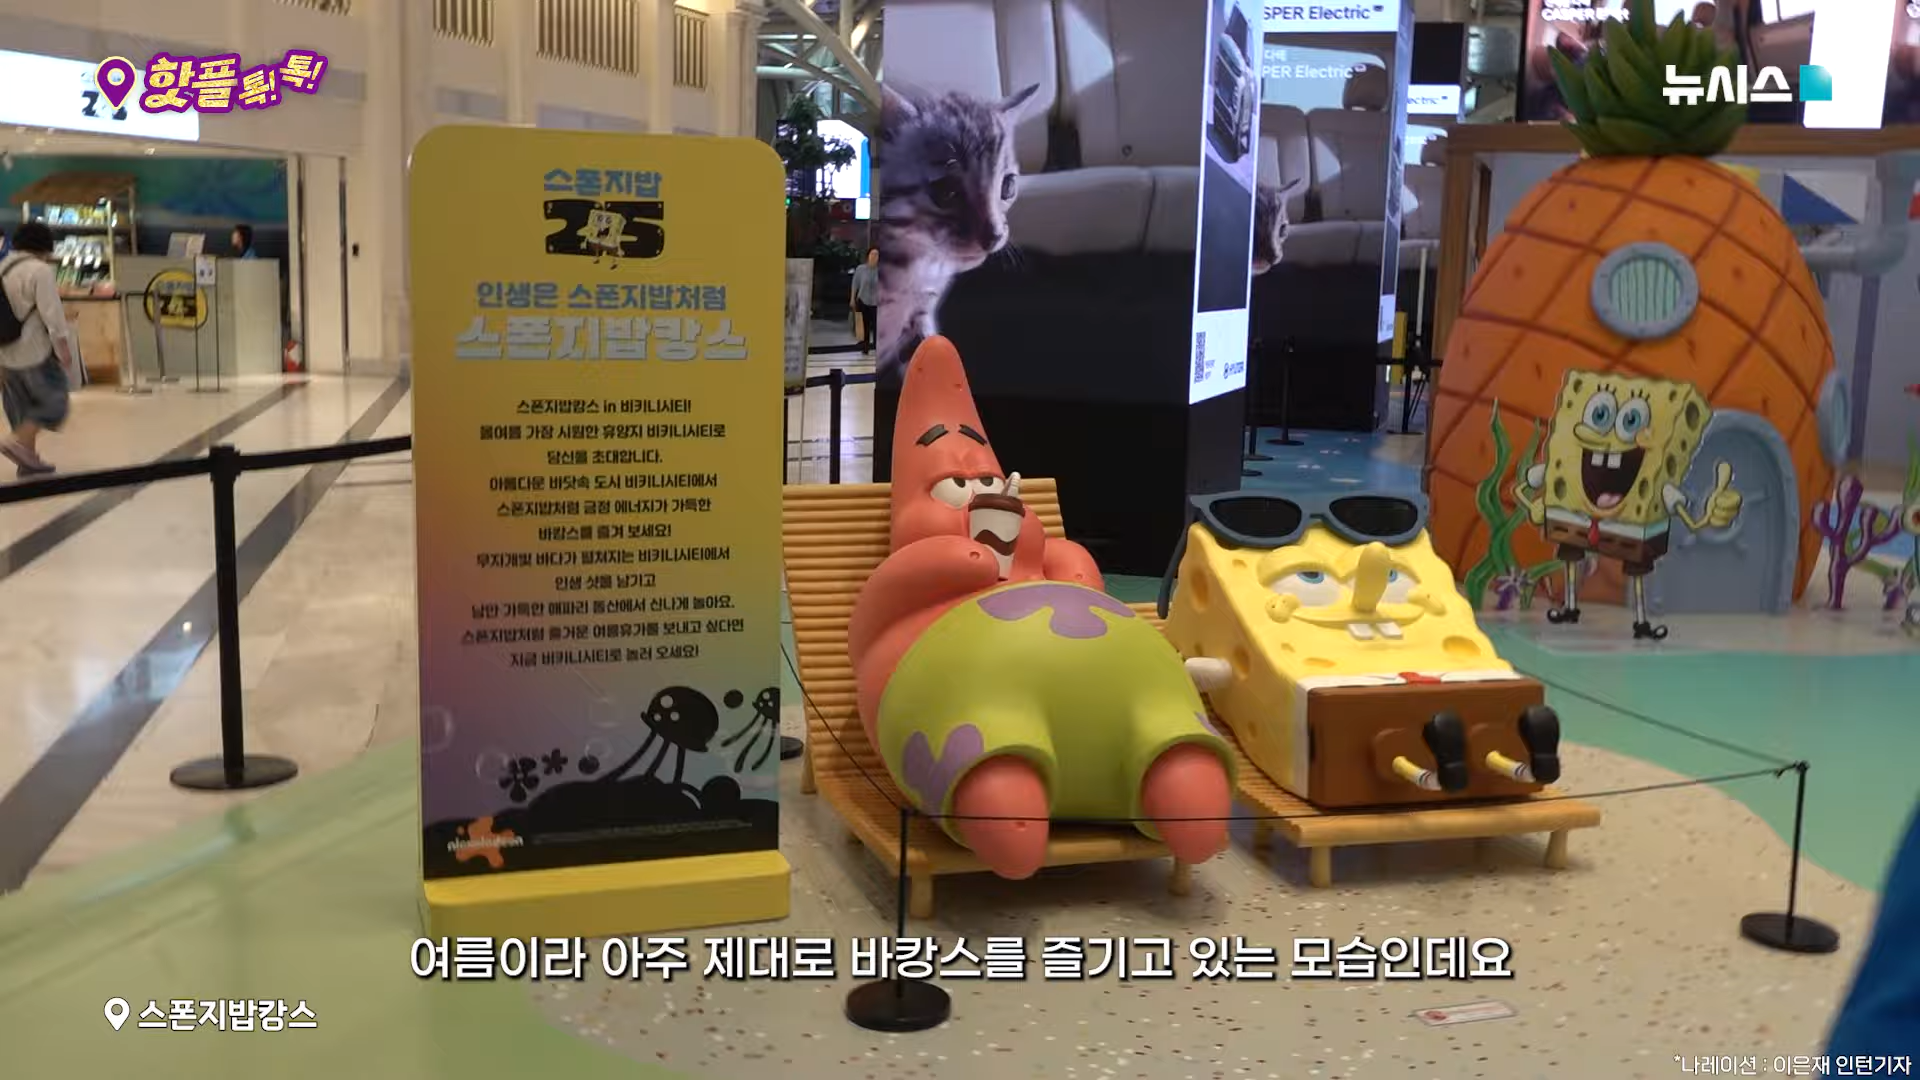 핫플 톡! 톡!
뉴시스
SPER Electric
PER Electric
스폰지밥
25
인생은 스폰지밥처럼
스폰지밥캉스
스폰지밥캉스 in 비키니시티!
올여름 가장 시원한 휴양지 비키니시티로
당신을 초대합니다.
아름다운 바닷속 도시 비키니시티에서
스폰지밥처럼 긍정 에너지가 가득한
바캉스를 즐겨 보세요!
무지개빛 바다가 펼쳐지는 비키니시티에서
인생 샷을 남기고
낭만 가득한 해파리 동산에서 신나게 놀아요.
스폰지밥처럼 즐거운 여름휴가를 보내고 싶다면
지금 비키니시티로 놀러 오세요!
nickelodeon
여름이라 아주 제대로 바캉스를 즐기고 있는 모습인데요
스폰지밥캉스
*나레이션 : 이은재 인턴기자